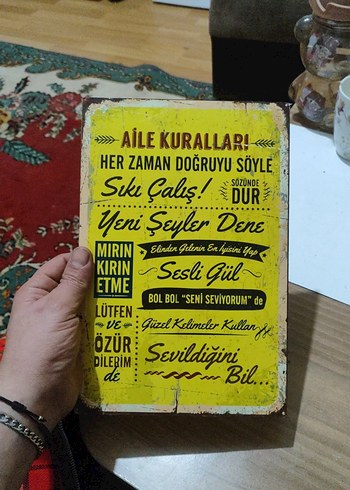 AİLE KURALLARI
HER ZAMAN DOĞRUYU SÖYLE
Sıkı Çalış!
SÖZÜNDE
DUR
Yeni Şeyler Dene
MIRIN
KIRIN
ETME
Elinden Gelenin En İyisini Yap
Sesli Gül
BOL BOL "SENİ SEVİYORUM" de
LÜTFEN
VE
ÖZÜR
DİLERİM
de
Güzel Kelimeler Kullan
Sevildiğini
Bil...